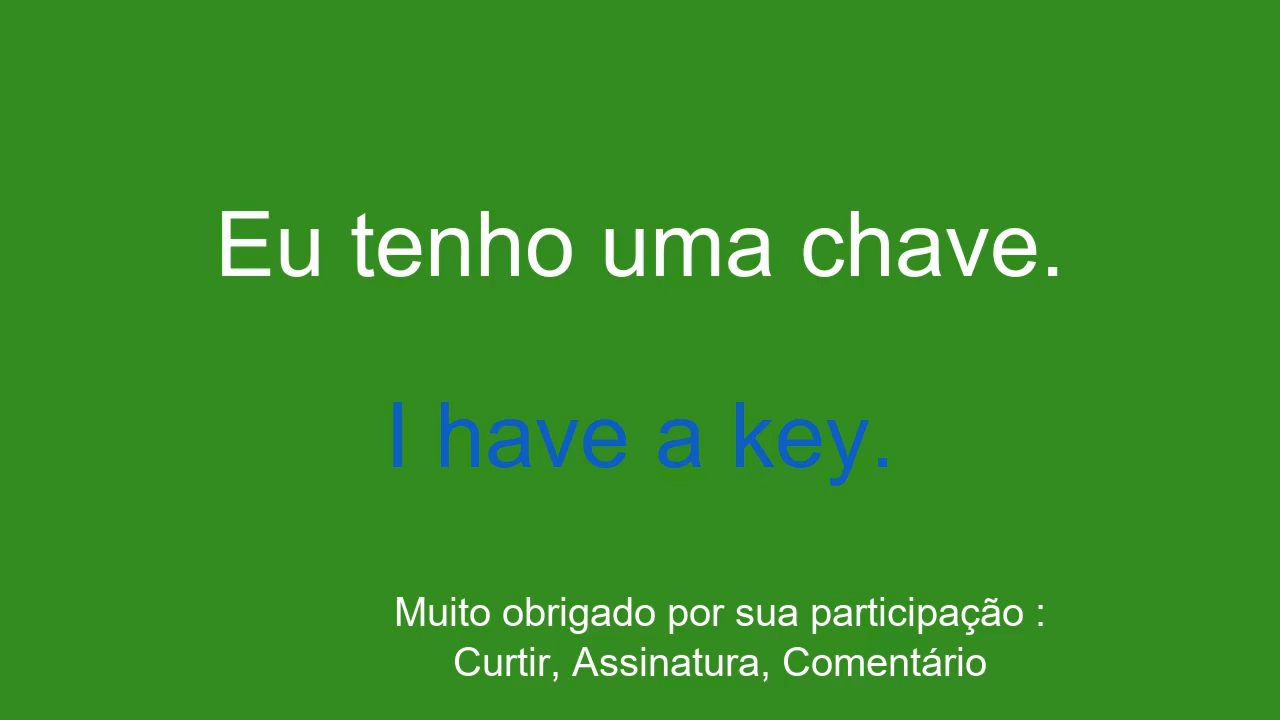 Eu tenho uma chave.
I have a key.
Muito obrigado por sua participação :
Curtir, Assinatura, Comentário